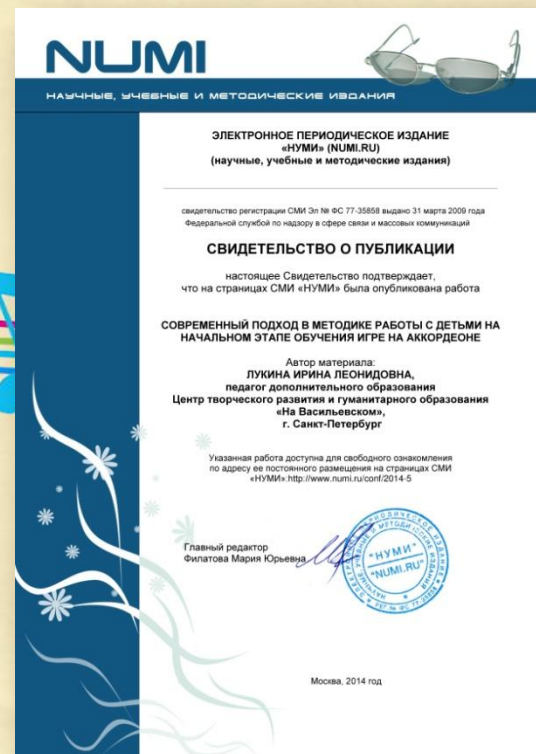 NUMI
НАУЧНЫЕ, УЧЕБНЫЕ И МЕТОДИЧЕСКИЕ ИЗДАНИЯ
ЭЛЕКТРОННОЕ ПЕРИОДИЧЕСКОЕ ИЗДАНИЕ
«НУМИ» (NUMI.RU)
(научные, учебные и методические издания)
свидетельство регистрации СМИ Эл № ФС 77-35858 выдано 31 марта 2009 года
Федеральной службой по надзору в сфере связи и массовых коммуникаций
СВИДЕТЕЛЬСТВО О ПУБЛИКАЦИИ
настоящее Свидетельство подтверждает,
что на страницах СМИ «НУМИ» была опубликована работа
СОВРЕМЕННЫЙ ПОДХОД В МЕТОДИКЕ РАБОТЫ С ДЕТЬМИ НА
НАЧАЛЬНОМ ЭТАПЕ ОБУЧЕНИЯ ИГРЕ НА АККОРДЕОНЕ
Автор материала:
ЛУКИНА ИРИНА ЛЕОНИДОВНА,
педагог дополнительного образования
Центр творческого развития и гуманитарного образования
«На Васильевском»,
г. Санкт-Петербург
Указанная работа доступна для свободного ознакомления
по адресу ее постоянного размещения на страницах СМИ
«НУМИ»:http://www.numi.ru/conf/2014-5
Главный редактор
Филатова Мария Юрьевна
"НУМИ"
"NUMI.RU"
Москва, 2014 год